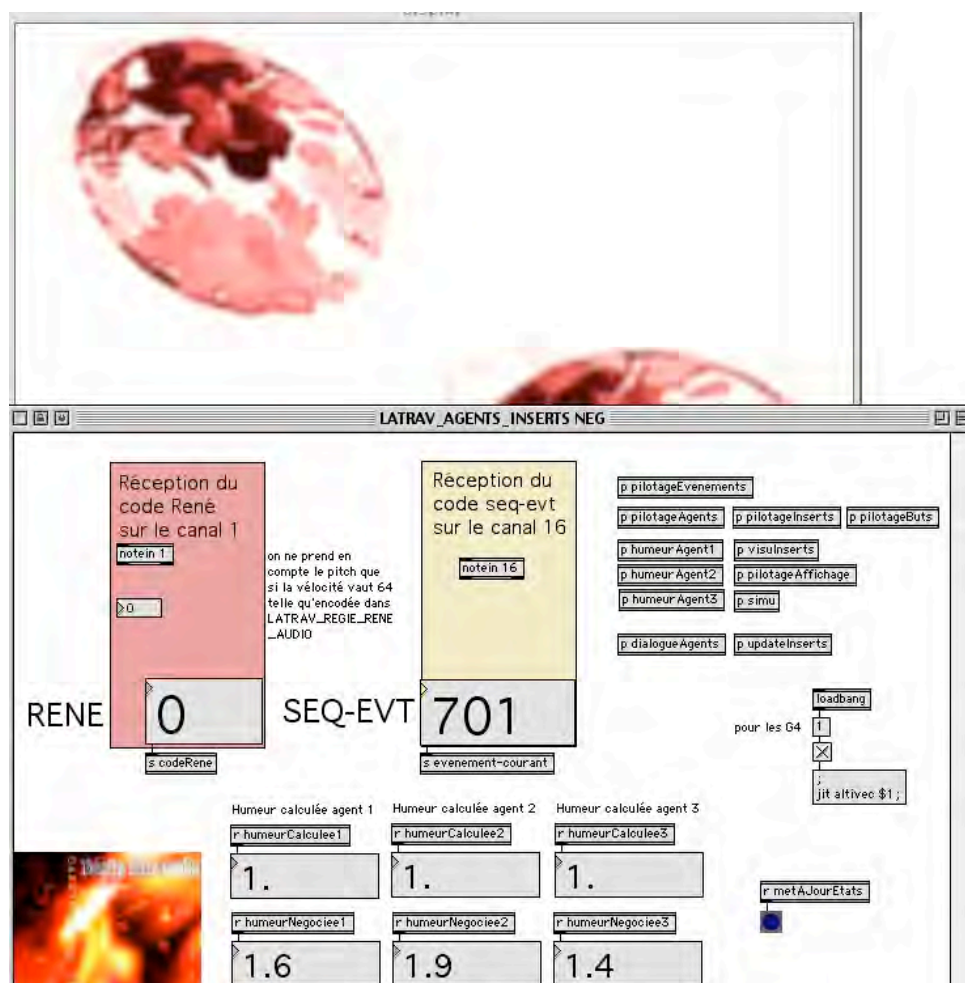 LATRAV_AGENTS_INSERTS NEG
Réception du
code René
sur le canal 1
notein 1
0
on ne prend en
compte le pitch que
si la vélocité vaut 64
telle qu'encodée dans
LATRAV_REGIE_RENE
_AUDIO
RENE
0
s codeRene
Réception du
code seq-evt
sur le canal 16
notein 16
SEQ-EVT
701
s evenement-courant
p pilotageEvenements
p pilotageAgents
p pilotageInserts
p pilotageButs
p humeurAgent1
p visuInserts
p humeurAgent2
p pilotageAffichage
p humeurAgent3
p simu
p dialogueAgents
p updateInserts
loadbang
pour les G4
1
;
jit altivec $1 ;
Humeur calculée agent 1
Humeur calculée agent 2
Humeur calculée agent 3
r humeurCalculee1
r humeurCalculee2
r humeurCalculee3
1.
1.
1.
r metAJourEtats
r humeurNegociee1
r humeurNegociee2
r humeurNegociee3
1.6
1.9
1.4